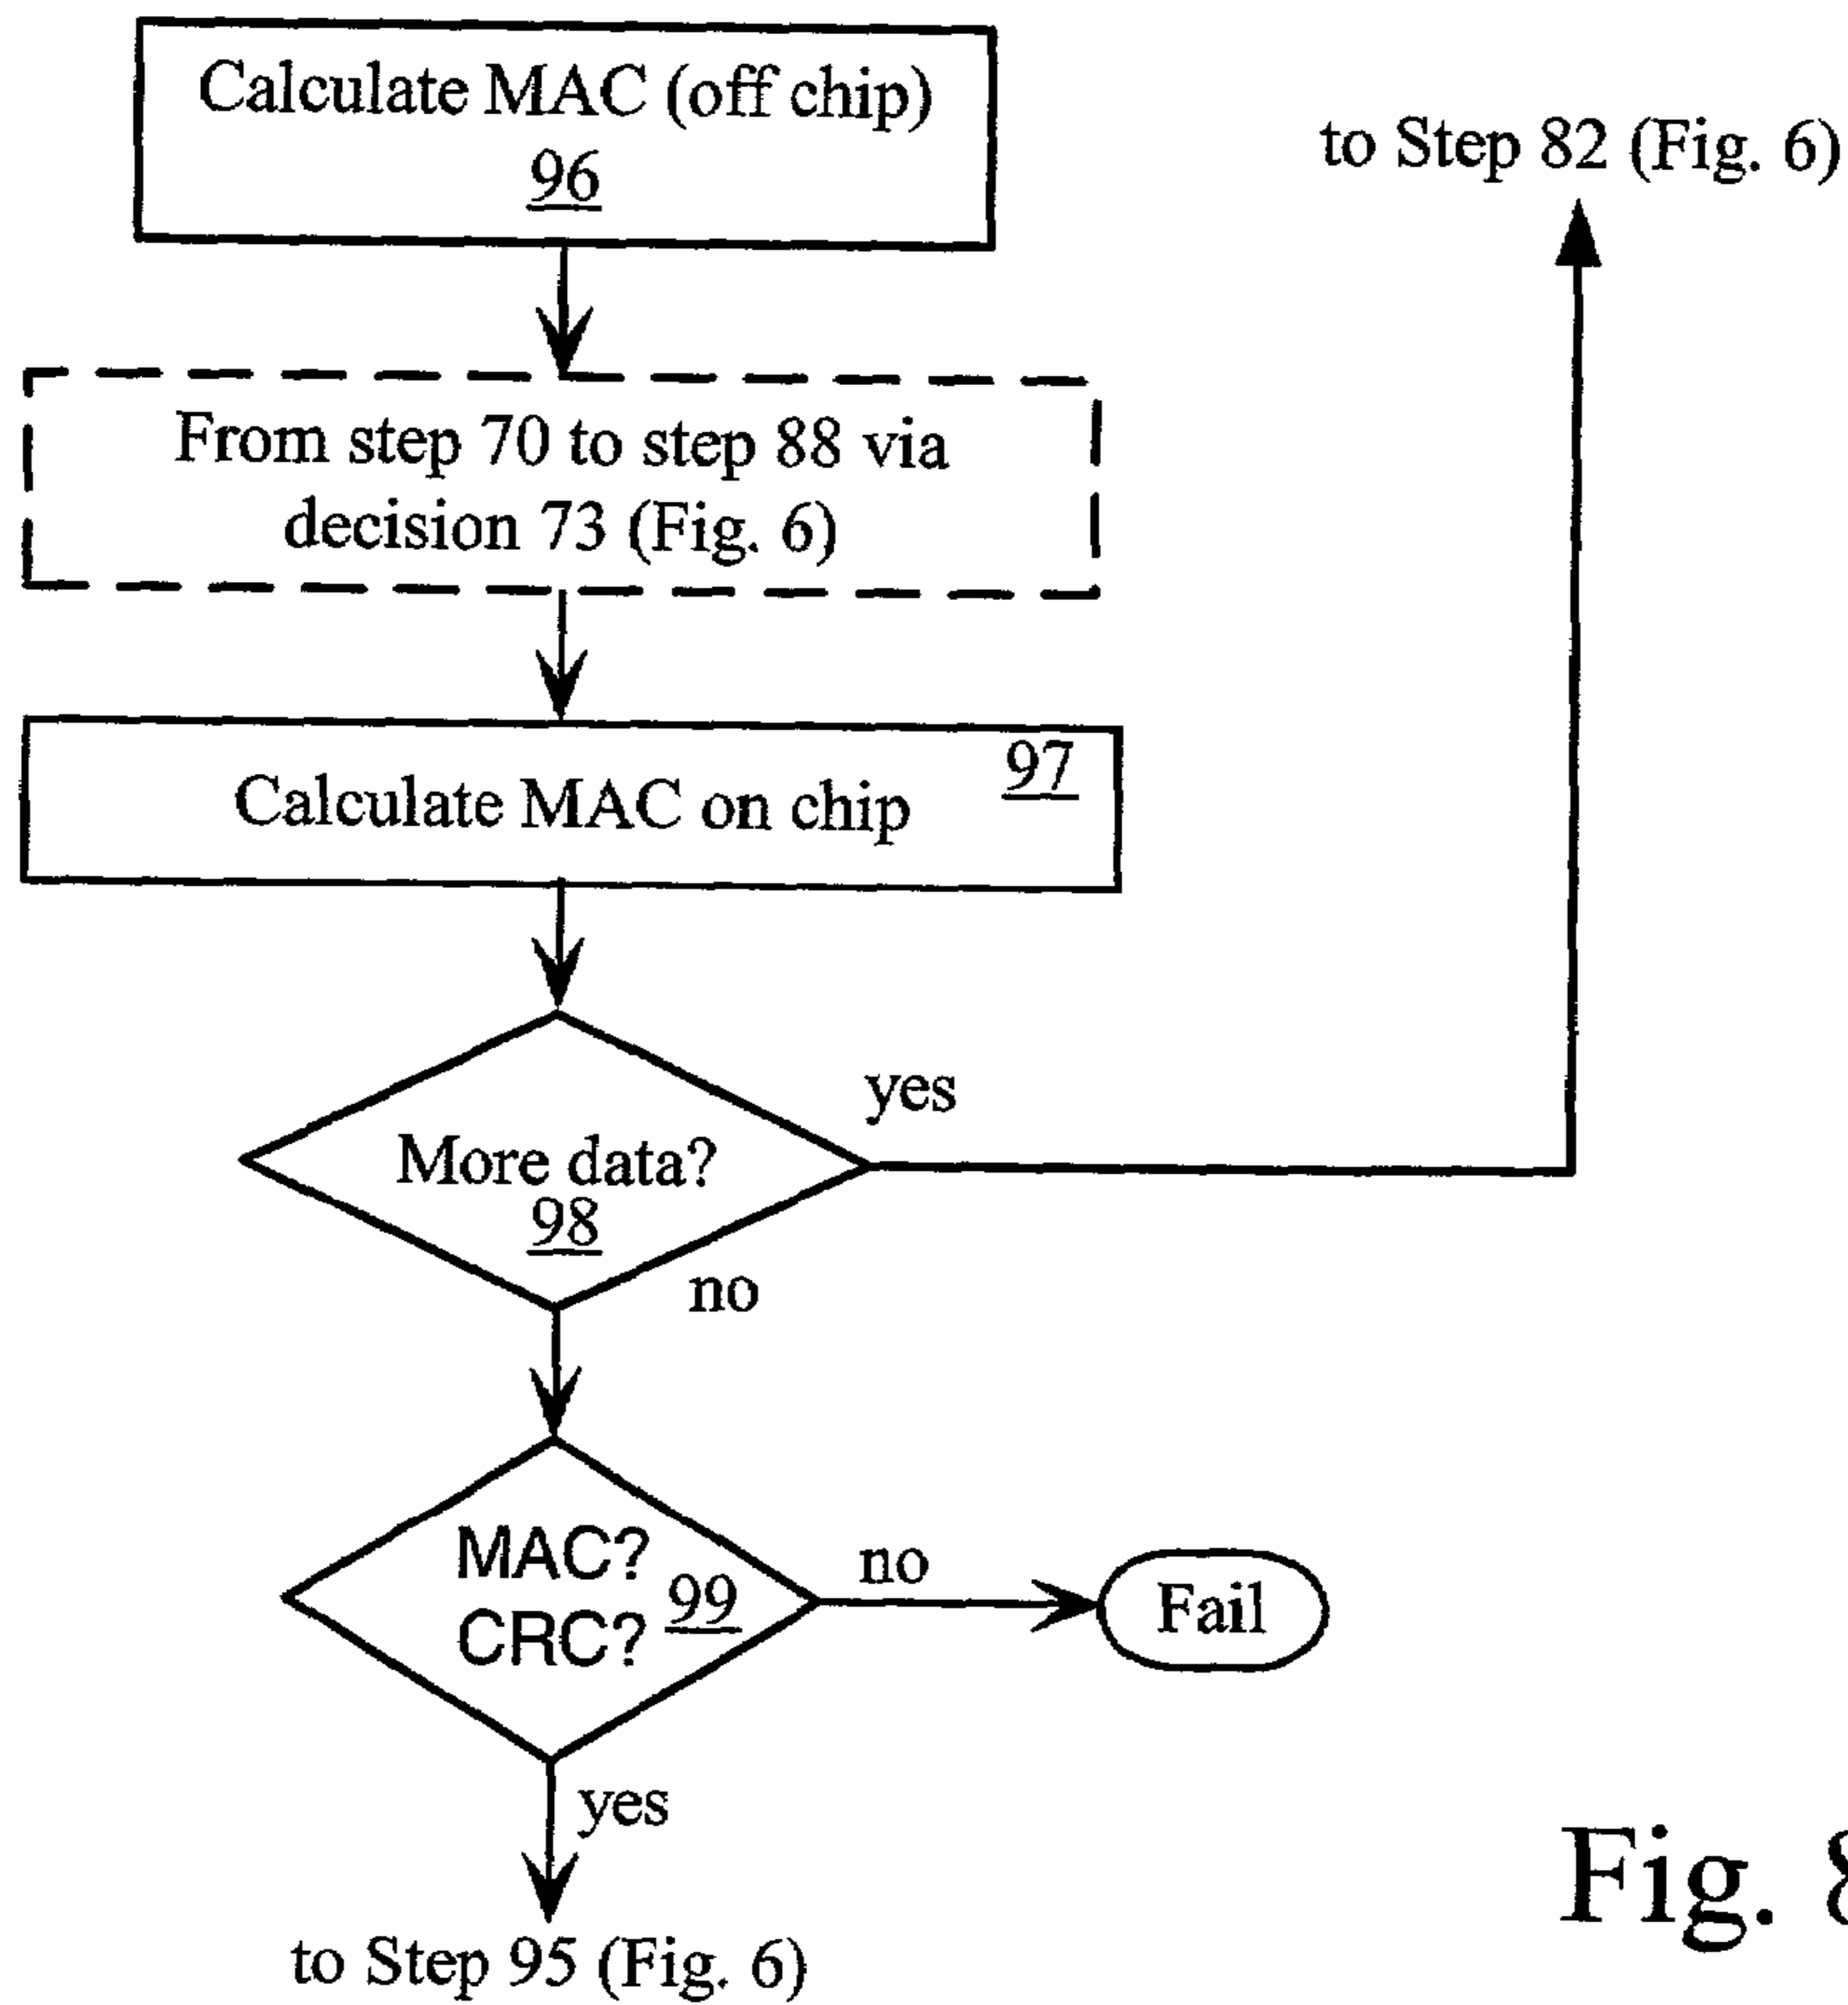 Calculate MAC (off chip)
96
to Step 82 (Fig. 6)
From step 70 to step 88 via
decision 73 (Fig. 6)
97
Calculate MAC on chip
yes
More data?
98
no
MAC?
CRC?
99
no
Fail
yes
to Step 95 (Fig. 6)
Fig. 8